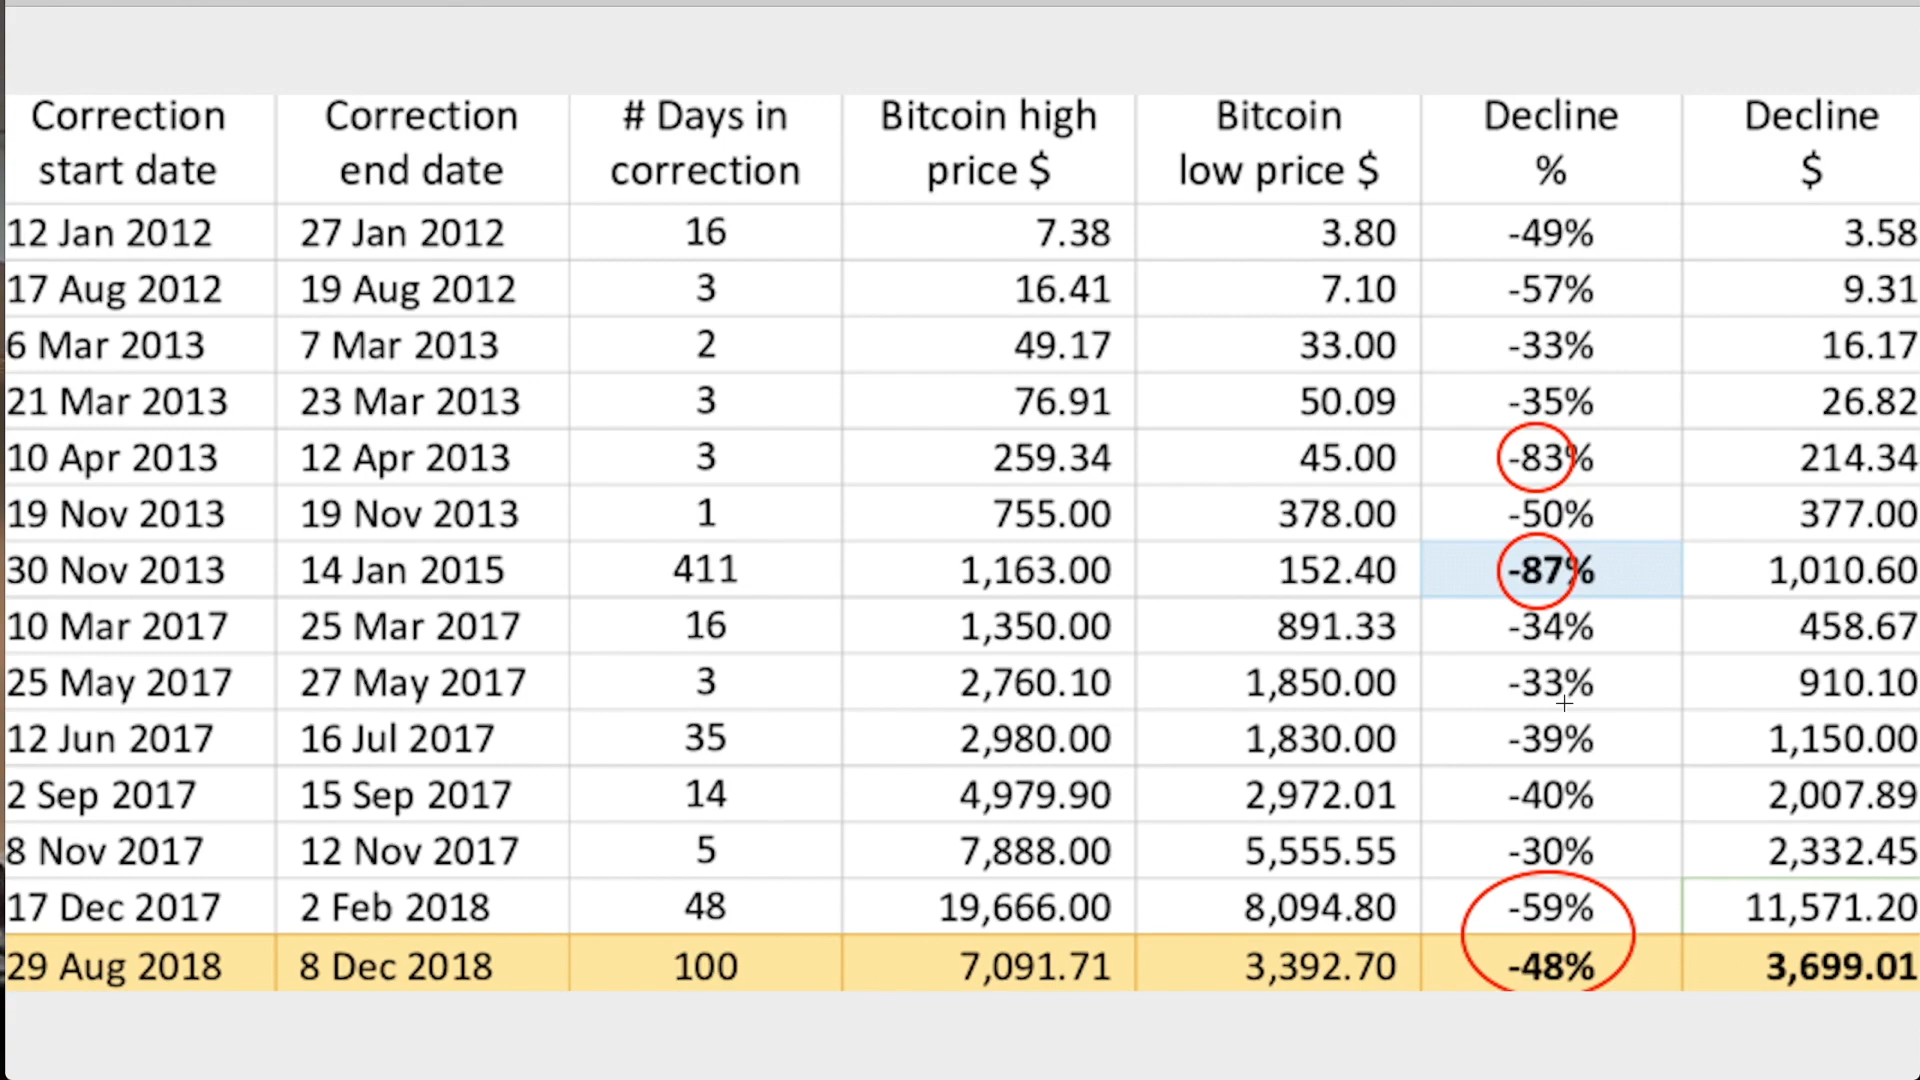 Correction start date	Correction end date	# Days in correction	Bitcoin high price $	Bitcoin low price $	Decline %	Decline $
12 Jan 2012	27 Jan 2012	16	7.38	3.80	-49%	3.58
17 Aug 2012	19 Aug 2012	3	16.41	7.10	-57%	9.31
6 Mar 2013	7 Mar 2013	2	49.17	33.00	-33%	16.17
21 Mar 2013	23 Mar 2013	3	76.91	50.09	-35%	26.82
10 Apr 2013	12 Apr 2013	3	259.34	45.00	-83%	214.34
19 Nov 2013	19 Nov 2013	1	755.00	378.00	-50%	377.00
30 Nov 2013	14 Jan 2015	411	1,163.00	152.40	-87%	1,010.60
10 Mar 2017	25 Mar 2017	16	1,350.00	891.33	-34%	458.67
25 May 2017	27 May 2017	3	2,760.10	1,850.00	-33%	910.10
12 Jun 2017	16 Jul 2017	35	2,980.00	1,830.00	-39%	1,150.00
2 Sep 2017	15 Sep 2017	14	4,979.90	2,972.01	-40%	2,007.89
8 Nov 2017	12 Nov 2017	5	7,888.00	5,555.55	-30%	2,332.45
17 Dec 2017	2 Feb 2018	48	19,666.00	8,094.80	-59%	11,571.20
29 Aug 2018	8 Dec 2018	100	7,091.71	3,392.70	-48%	3,699.01